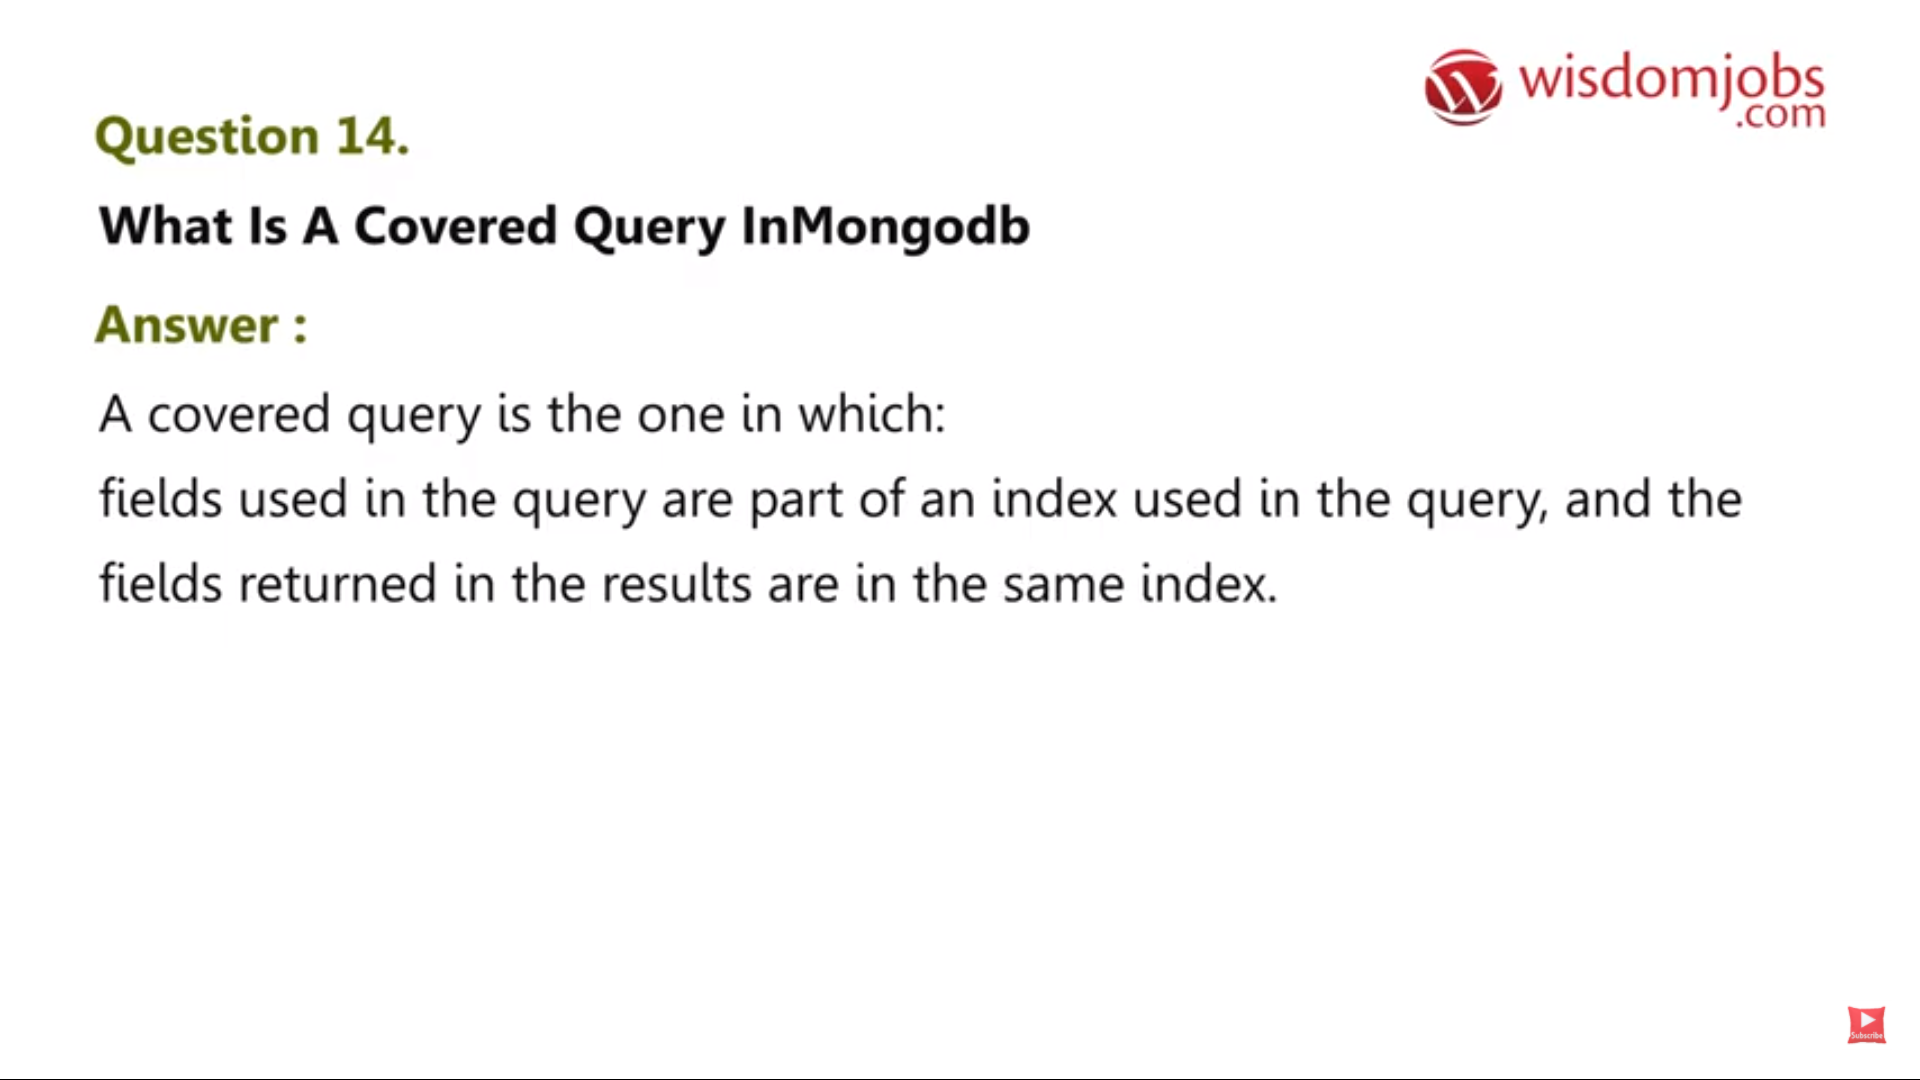 wisdomjobs
.com
Question 14.
What Is A Covered Query InMongodb
Answer :
A covered query is the one in which:
fields used in the query are part of an index used in the query, and the
fields returned in the results are in the same index.
Subscribe